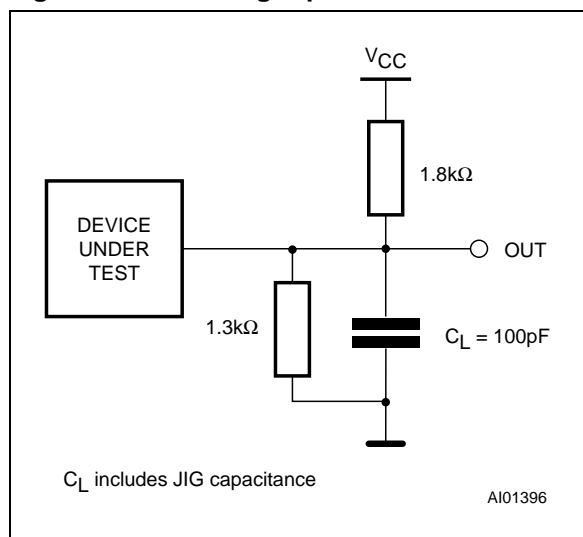 VCC
1.8kΩ
DEVICE
UNDER
TEST
OUT
1.3kΩ
CL = 100pF
CL includes JIG capacitance
AI01396